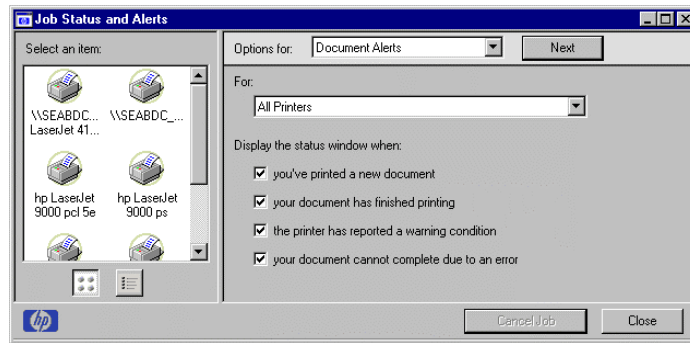 Job Status and Alerts
Select an item:
\\SEABDC... \\SEABDC_...
LaserJet 41...
hp LaserJet hp LaserJet
9000 pcl 5e 9000 ps
Options for: Document Alerts Next
For:
All Printers
Display the status window when:
you've printed a new document
your document has finished printing
the printer has reported a warning condition
your document cannot complete due to an error
hp Cancel Job Close